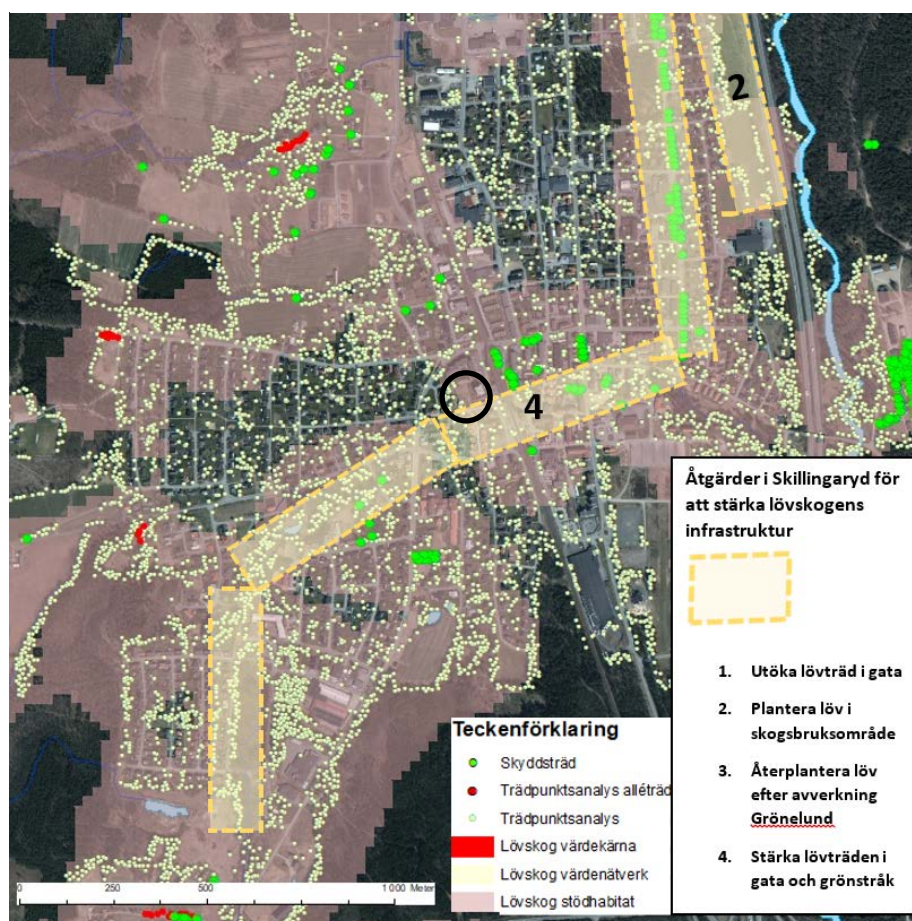 2
4
Åtgärder i Skillingaryd för
att stärka lövskogens
infrastruktur
1. Utöka lövträd i gata
2. Plantera löv i
skogsbruksområde
3. Återplantera löv
efter avverkning
Grönelund
4. Stärka lövträden i
gata och grönstråk
Teckenförklaring
Skyddsträd
Trädpunktsanalys alléträd
Trädpunktsanalys
Lövskog värdekärna
Lövskog värdenätverk
Lövskog stödhabitat
0 250 500 1 000 Meter